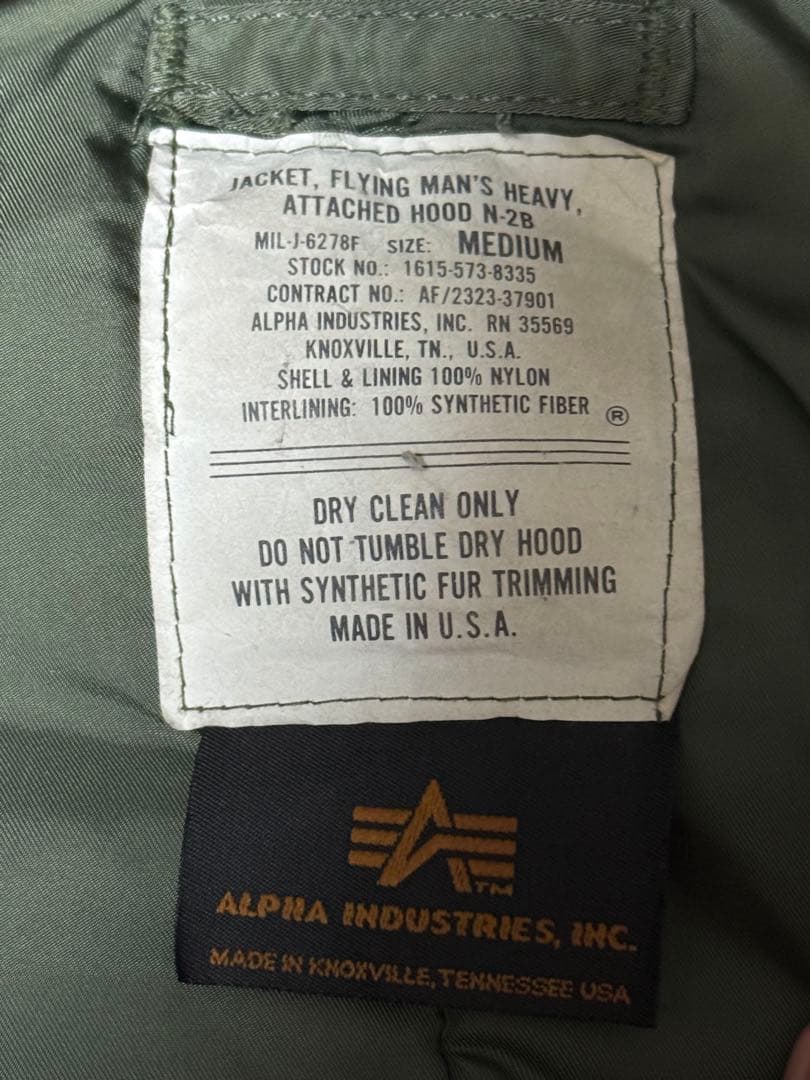 JACKET, FLYING MAN'S HEAVY,
ATTACHED HOOD N-2B
MIL-J-6278F SIZE: MEDIUM
STOCK NO.: 1615-573-8335
CONTRACT NO.: AF/2323-37901
ALPHA INDUSTRIES, INC. RN 35569
KNOXVILLE, TN., U.S.A.
SHELL & LINING 100% NYLON
INTERLINING: 100% SYNTHETIC FIBER ®
DRY CLEAN ONLY
DO NOT TUMBLE DRY HOOD
WITH SYNTHETIC FUR TRIMMING
MADE IN U.S.A.
TM
ALPHA INDUSTRIES, INC.
MADE IN KNOXVILLE, TENNESSEE USA